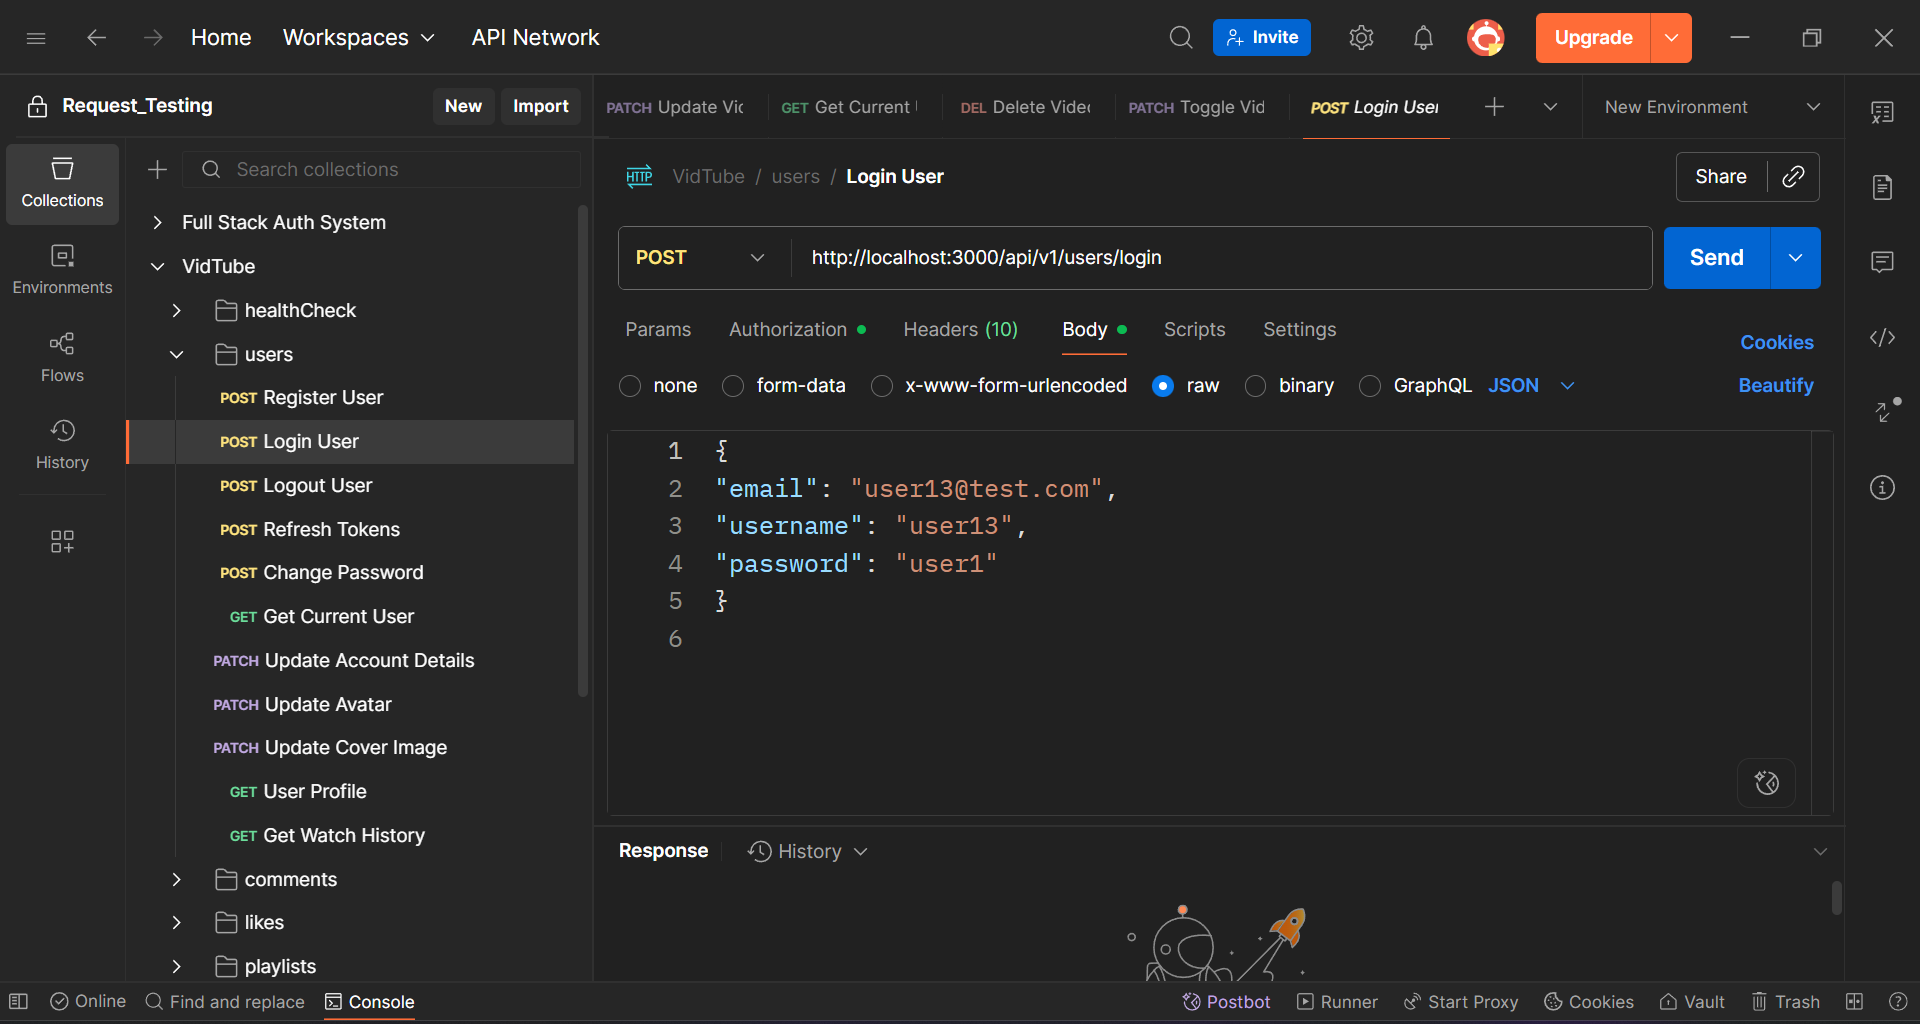 Home Workspaces API Network Invite Upgrade
Request_Testing New Import
PATCH Update Vic GET Get Current DEL Delete Video PATCH Toggle Vid POST Login User New Environment
Collections
Environments
Flows
History
Search collections
Full Stack Auth System
VidTube
healthCheck
users
POST Register User
POST Login User
POST Logout User
POST Refresh Tokens
POST Change Password
GET Get Current User
PATCH Update Account Details
PATCH Update Avatar
PATCH Update Cover Image
GET User Profile
GET Get Watch History
comments
likes
playlists
HTTP VidTube / users / Login User Share
POST http://localhost:3000/api/v1/users/login Send
Params Authorization Headers (10) Body Scripts Settings Cookies
none form-data x-www-form-urlencoded raw binary GraphQL JSON Beautify
1 {
2 "email": "user13@test.com",
3 "username": "user13",
4 "password": "user1"
5 }
6
Response History
Online Find and replace Console Postbot Runner Start Proxy Cookies Vault Trash